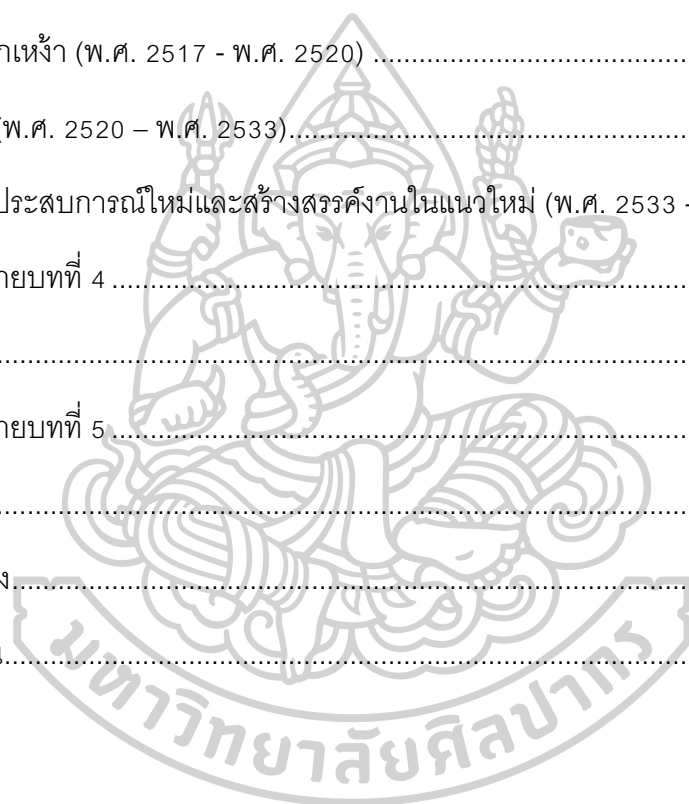 กเหง้า (พ.ศ. 2517 - พ.ศ. 2520) ......................................
(พ.ศ. 2520 – พ.ศ. 2533)..................................................
ประสบการณ์ใหม่และสร้างสรรค์งานในแนวใหม่ (พ.ศ. 2533 -
ายบทที่ 4 ........................................................................
.......................................................................................
ายบทที่ 5 ........................................................................
.......................................................................................
ง......................................................................................
.......................................................................................
มหาวิทยาลัยศิลปากร